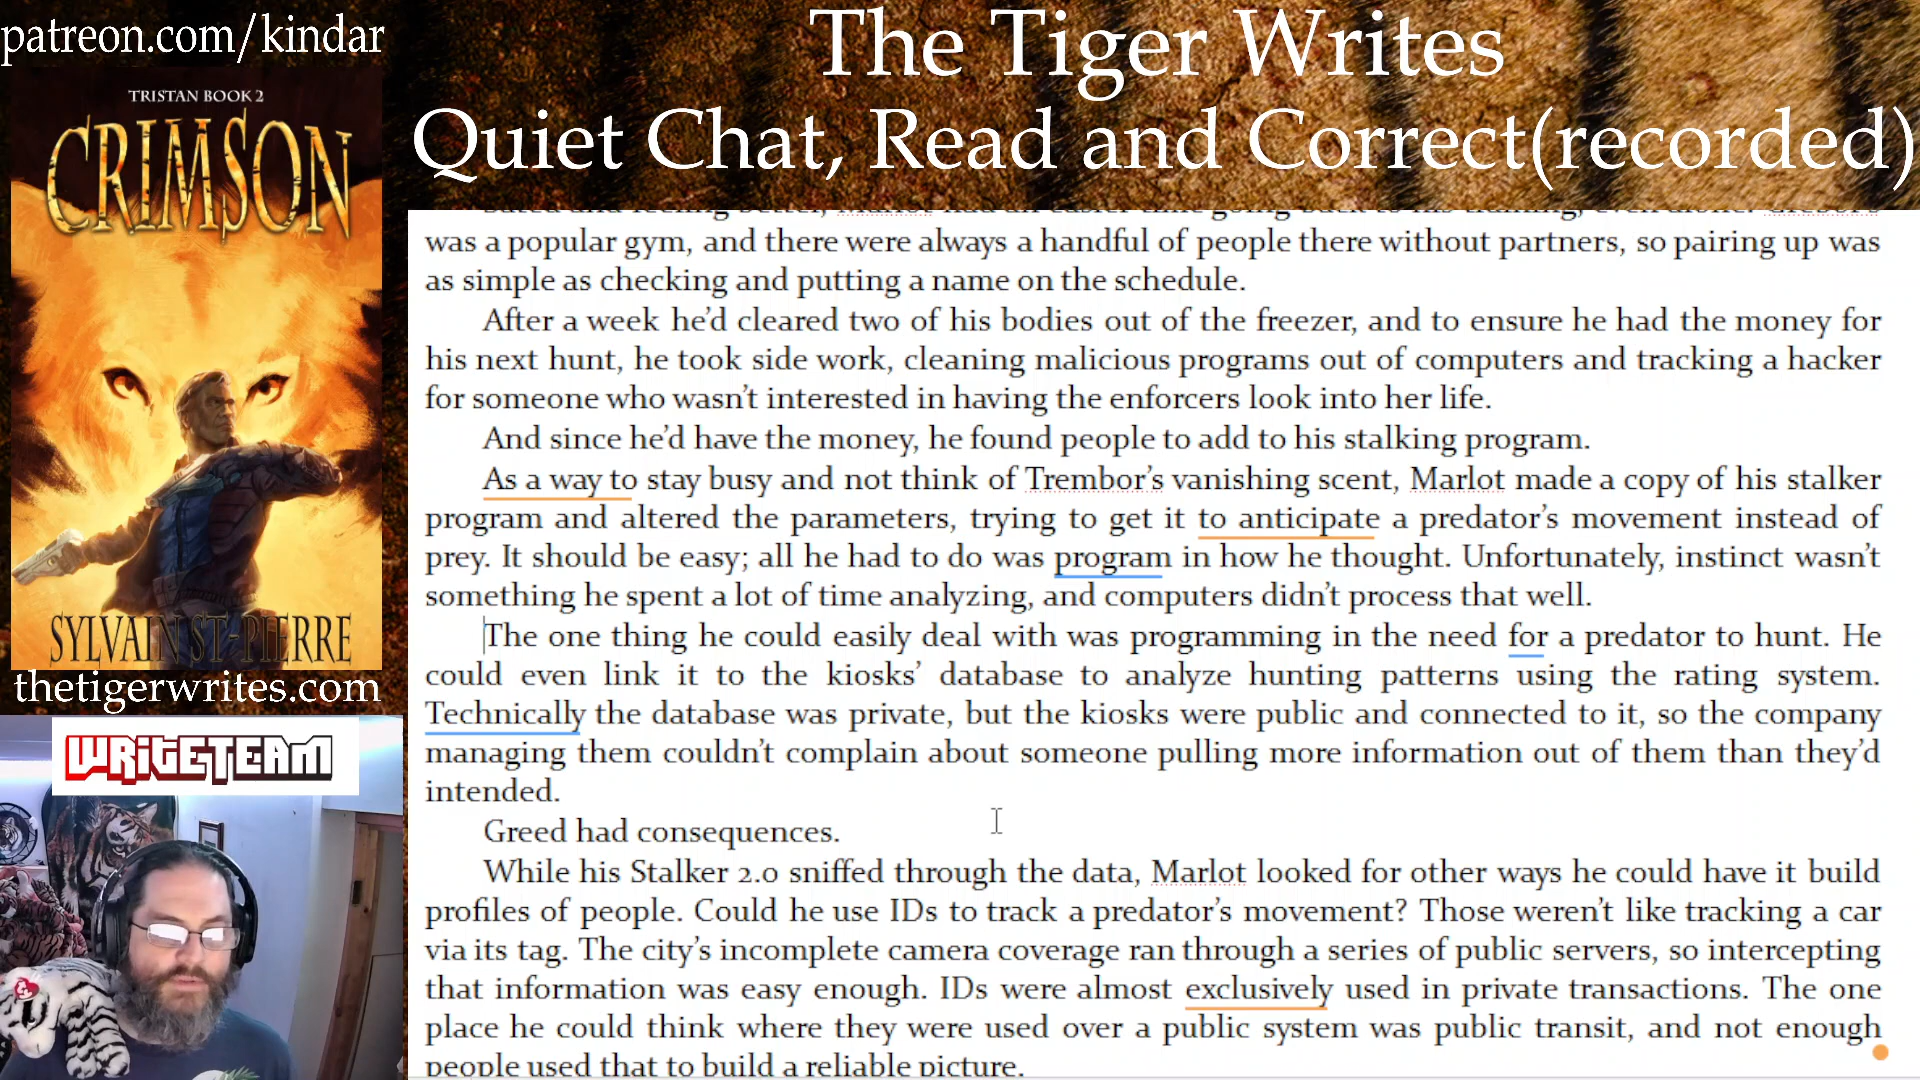 patreon.com/kindar
The Tiger Writes
Quiet Chat, Read and Correct(recorded)
TRISTAN BOOK 2
CRIMSON
SYLVAIN ST-PIERRE
thetigerwrites.com
WRITETEAM
was a popular gym, and there were always a handful of people there without partners, so pairing up was
as simple as checking and putting a name on the schedule.
After a week he’d cleared two of his bodies out of the freezer, and to ensure he had the money for
his next hunt, he took side work, cleaning malicious programs out of computers and tracking a hacker
for someone who wasn’t interested in having the enforcers look into her life.
And since he’d have the money, he found people to add to his stalking program.
As a way to stay busy and not think of Trembor’s vanishing scent, Marlot made a copy of his stalker
program and altered the parameters, trying to get it to anticipate a predator’s movement instead of
prey. It should be easy; all he had to do was program in how he thought. Unfortunately, instinct wasn’t
something he spent a lot of time analyzing, and computers didn’t process that well.
The one thing he could easily deal with was programming in the need for a predator to hunt. He
could even link it to the kiosks’ database to analyze hunting patterns using the rating system.
Technically the database was private, but the kiosks were public and connected to it, so the company
managing them couldn’t complain about someone pulling more information out of them than they’d
intended.
Greed had consequences.
While his Stalker 2.0 sniffed through the data, Marlot looked for other ways he could have it build
profiles of people. Could he use IDs to track a predator’s movement? Those weren’t like tracking a car
via its tag. The city’s incomplete camera coverage ran through a series of public servers, so intercepting
that information was easy enough. IDs were almost exclusively used in private transactions. The one
place he could think where they were used over a public system was public transit, and not enough
people used that to build a reliable picture.